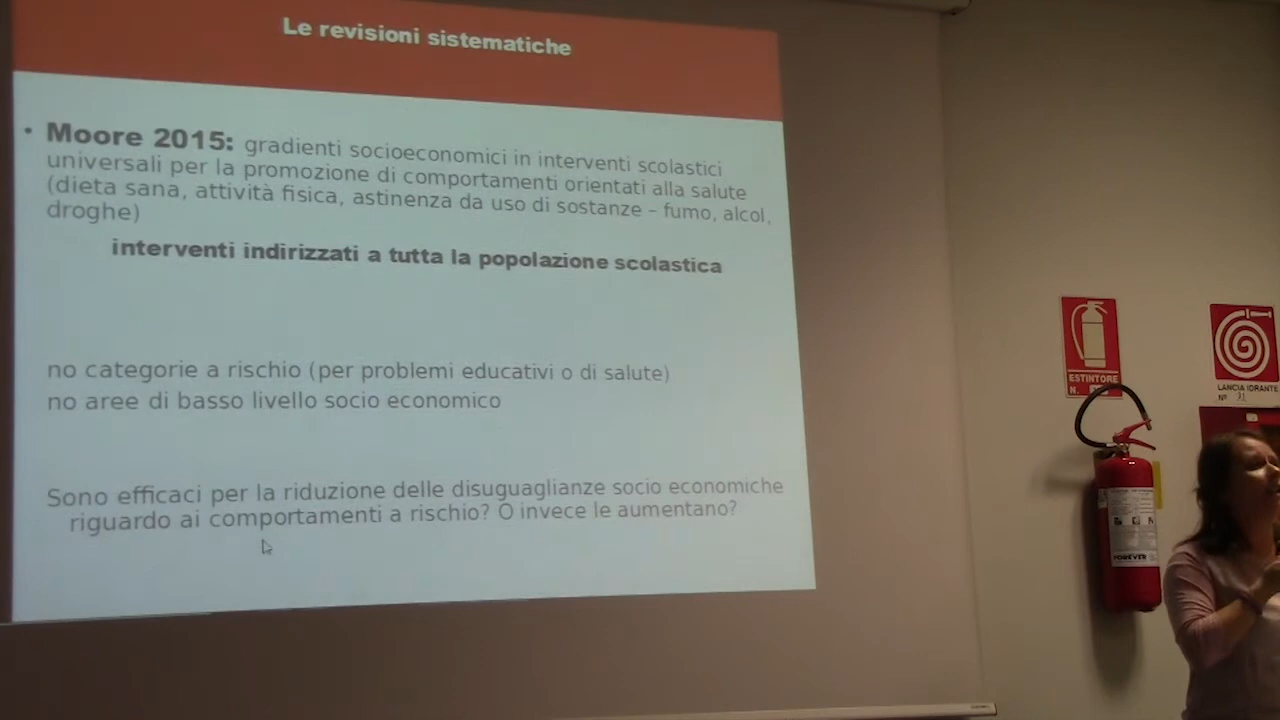 Le revisioni sistematiche
• Moore 2015: gradienti socioeconomici in interventi scolastici
universali per la promozione di comportamenti orientati alla salute
(dieta sana, attività fisica, astinenza da uso di sostanze – fumo, alcol,
droghe)
interventi indirizzati a tutta la popolazione scolastica
no categorie a rischio (per problemi educativi o di salute)
no aree di basso livello socio economico
Sono efficaci per la riduzione delle disuguaglianze socio economiche
riguardo ai comportamenti a rischio? O invece le aumentano?
ESTINTORE
N.
LANCIA IDRANTE
N°
FOREVER